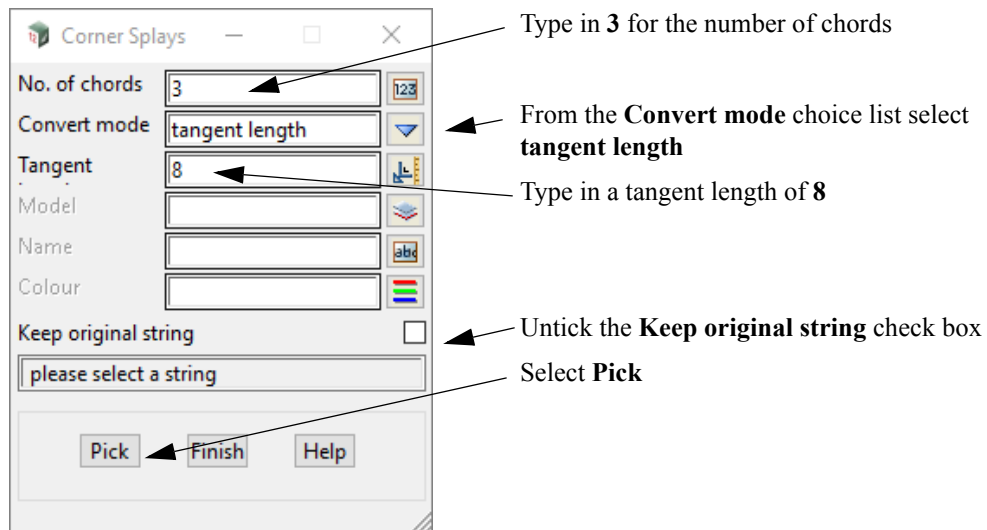 Corner Splays
No. of chords 3
Convert mode tangent length
Tangent 8
Model
Name
Colour
Keep original string
please select a string
Pick Finish Help
Type in 3 for the number of chords
From the Convert mode choice list select
tangent length
Type in a tangent length of 8
Untick the Keep original string check box
Select Pick
123
abc